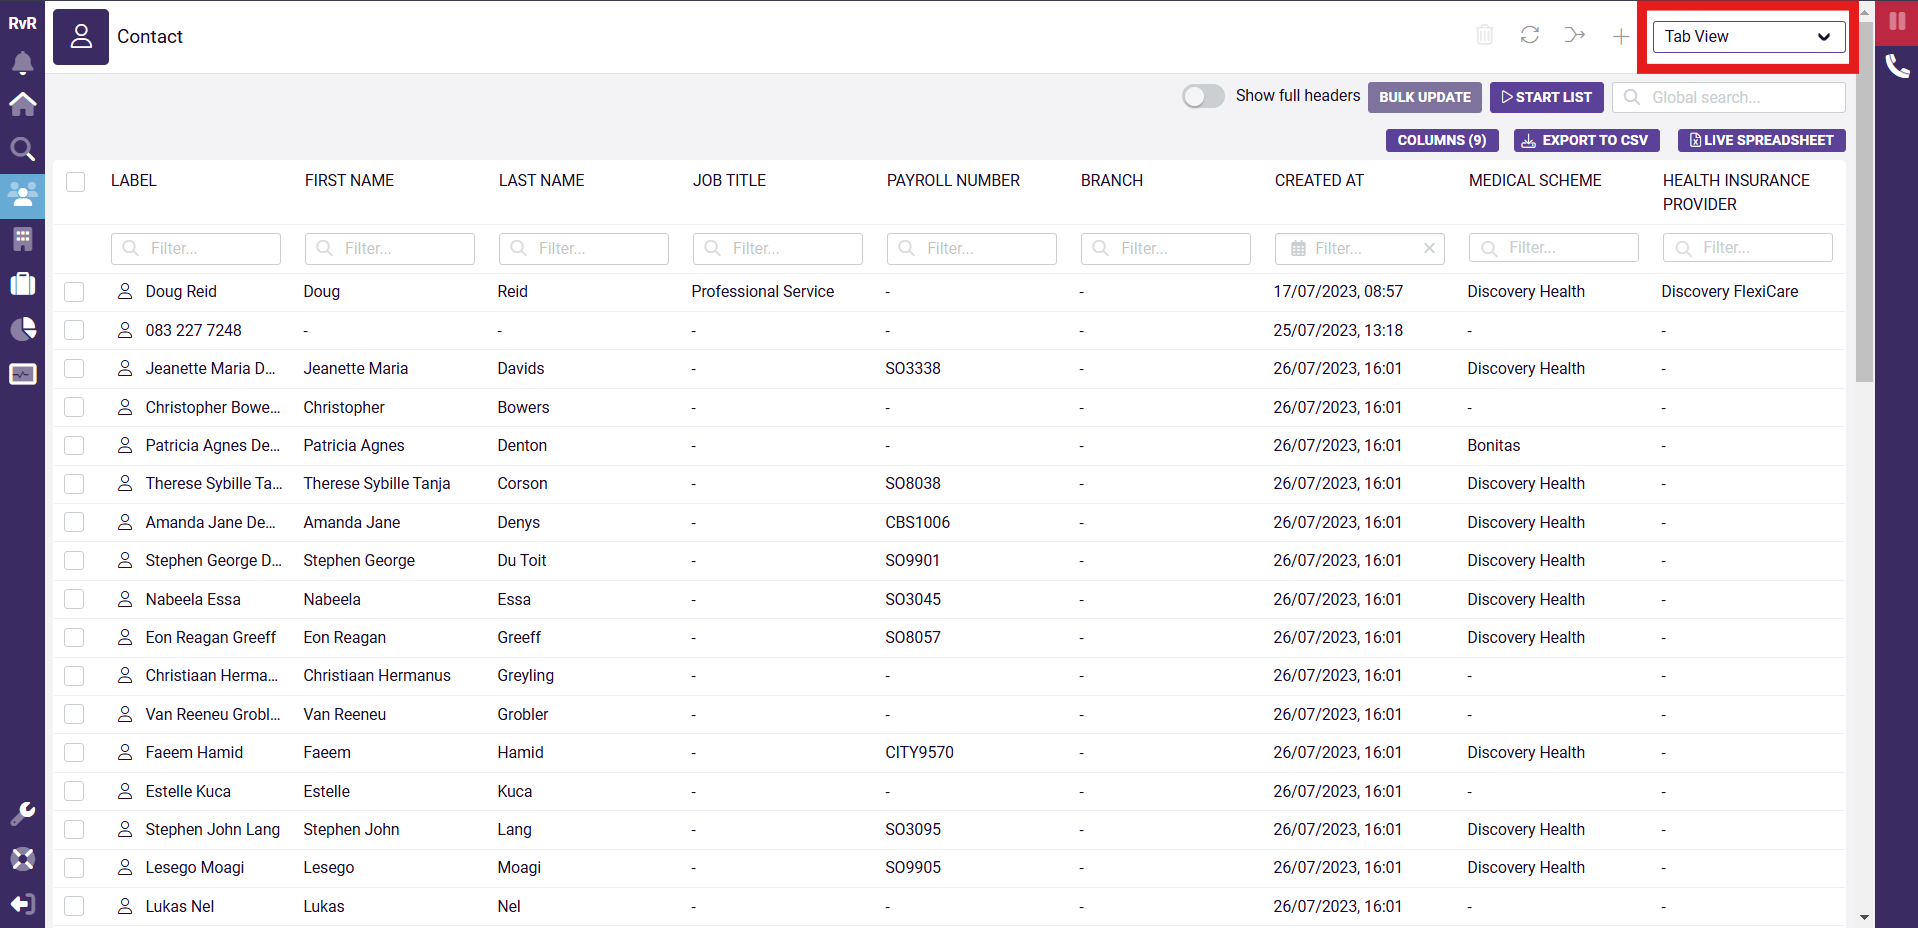 RvR
Contact
Tab View
Show full headers
BULK UPDATE
START LIST
Global search...
COLUMNS (9)
EXPORT TO CSV
LIVE SPREADSHEET
LABEL FIRST NAME LAST NAME JOB TITLE PAYROLL NUMBER BRANCH CREATED AT MEDICAL SCHEME HEALTH INSURANCE
PROVIDER
Filter... Filter... Filter... Filter... Filter... Filter... Filter... Filter... Filter...
Doug Reid Doug Reid Professional Service - - 17/07/2023, 08:57 Discovery Health Discovery FlexiCare
083 227 7248 - - - - - 25/07/2023, 13:18 - -
Jeanette Maria D... Jeanette Maria Davids - SO3338 - 26/07/2023, 16:01 Discovery Health -
Christopher Bowe... Christopher Bowers - - - 26/07/2023, 16:01 - -
Patricia Agnes De... Patricia Agnes Denton - - - 26/07/2023, 16:01 Bonitas -
Therese Sybille Ta... Therese Sybille Tanja Corson - SO8038 - 26/07/2023, 16:01 Discovery Health -
Amanda Jane De... Amanda Jane Denys - CBS1006 - 26/07/2023, 16:01 Discovery Health -
Stephen George D... Stephen George Du Toit - SO9901 - 26/07/2023, 16:01 Discovery Health -
Nabeela Essa Nabeela Essa - SO3045 - 26/07/2023, 16:01 Discovery Health -
Eon Reagan Greeff Eon Reagan Greeff - SO8057 - 26/07/2023, 16:01 Discovery Health -
Christiaan Herma... Christiaan Hermanus Greyling - - - 26/07/2023, 16:01 - -
Van Reeneu Grobl... Van Reeneu Grobler - - - 26/07/2023, 16:01 - -
Faeem Hamid Faeem Hamid - CITY9570 - 26/07/2023, 16:01 Discovery Health -
Estelle Kuca Estelle Kuca - - - 26/07/2023, 16:01 - -
Stephen John Lang Stephen John Lang - SO3095 - 26/07/2023, 16:01 Discovery Health -
Lesego Moagi Lesego Moagi - SO9905 - 26/07/2023, 16:01 Discovery Health -
Lukas Nel Lukas Nel - - - 26/07/2023, 16:01 - -